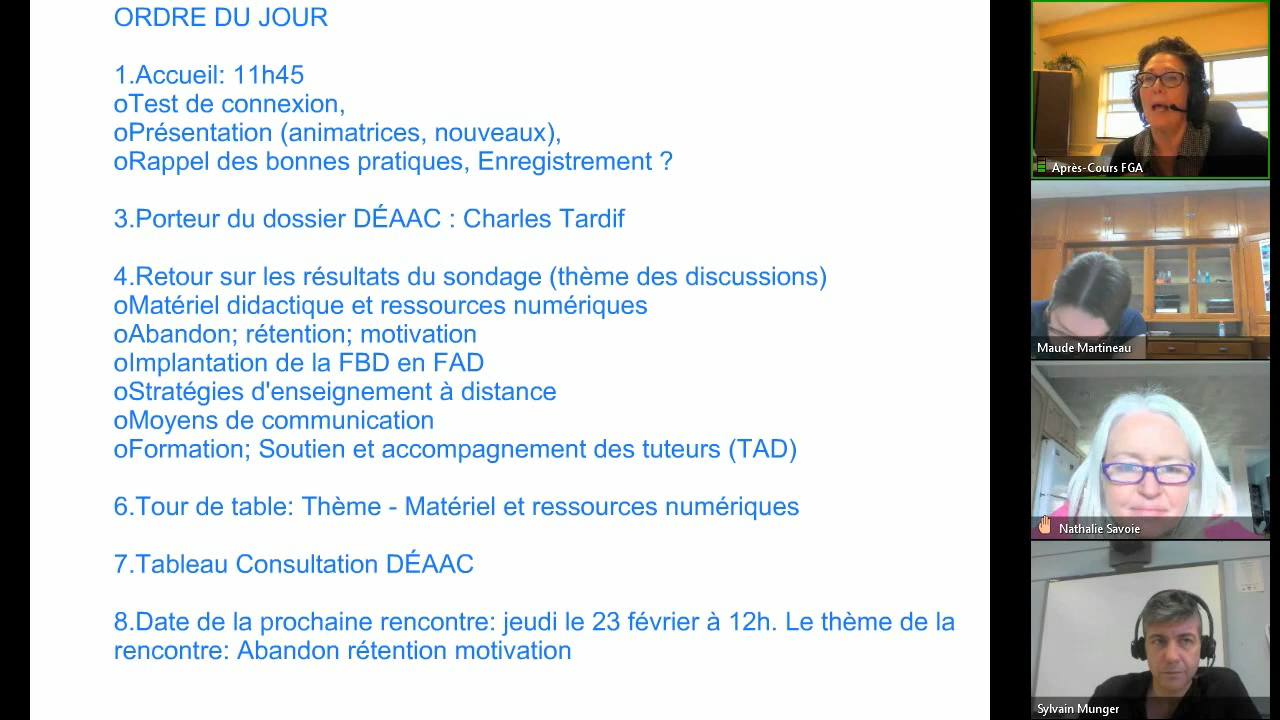 ORDRE DU JOUR
1.Accueil: 11h45
oTest de connexion,
oPrésentation (animatrices, nouveaux),
oRappel des bonnes pratiques, Enregistrement ?
3.Porteur du dossier DÉAAC : Charles Tardif
4.Retour sur les résultats du sondage (thème des discussions)
oMatériel didactique et ressources numériques
oAbandon; rétention; motivation
oImplantation de la FBD en FAD
oStratégies d'enseignement à distance
oMoyens de communication
oFormation; Soutien et accompagnement des tuteurs (TAD)
6.Tour de table: Thème - Matériel et ressources numériques
7.Tableau Consultation DÉAAC
8.Date de la prochaine rencontre: jeudi le 23 février à 12h. Le thème de la
rencontre: Abandon rétention motivation
Après-Cours FGA
Maude Martineau
Nathalie Savoie
Sylvain Munger